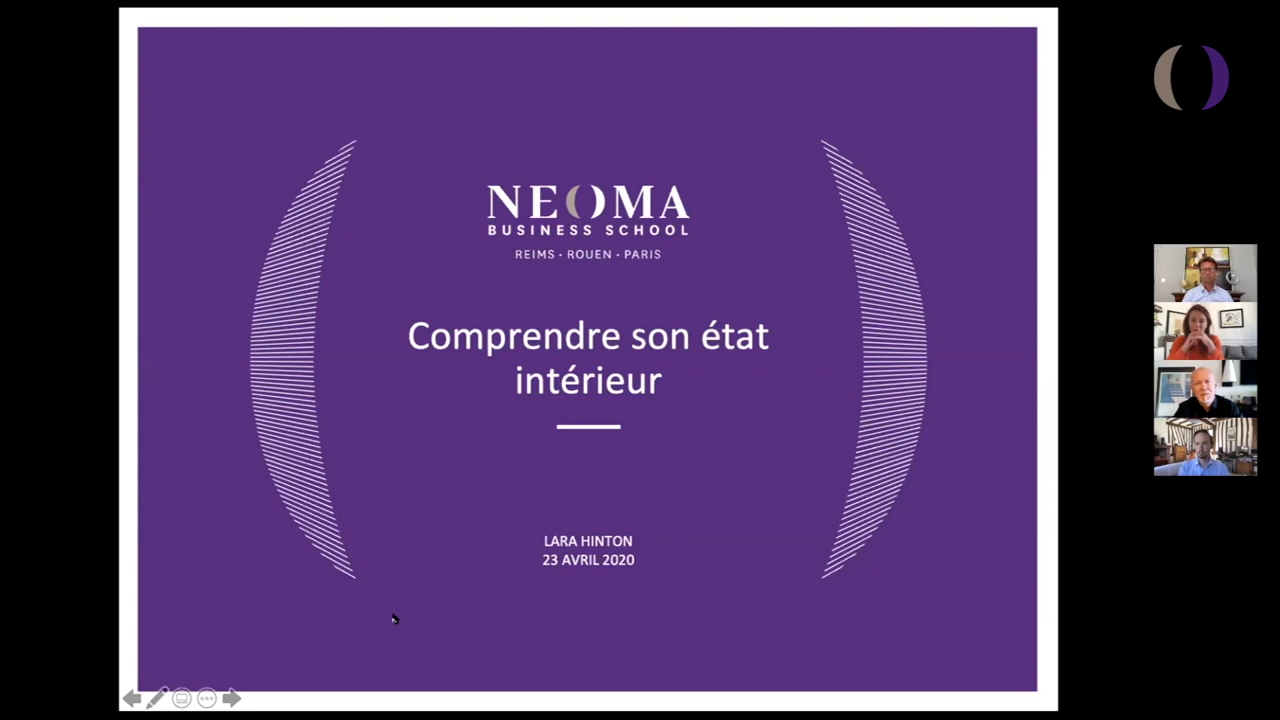 NEOMA
BUSINESS SCHOOL
REIMS • ROUEN • PARIS
Comprendre son état
intérieur
LARA HINTON
23 AVRIL 2020